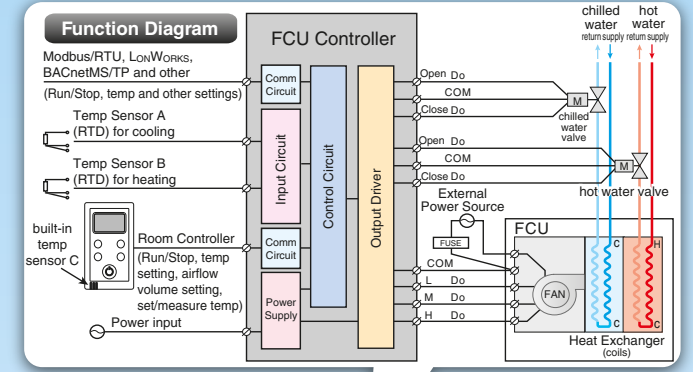 Function Diagram
FCU Controller
Modbus/RTU, LONWORKS,
BACnetMS/TP and other
(Run/Stop, temp and other settings)
Temp Sensor A
(RTD) for cooling
Temp Sensor B
(RTD) for heating
built-in
temp
sensor C
Room Controller
(Run/Stop, temp
setting, airflow
volume setting,
set/measure temp)
Power input
Comm
Circuit
Input Circuit
Comm
Circuit
Power
Supply
Control Circuit
Output Driver
Open Do
COM
Close Do
Open Do
COM
Close Do
External
Power Source
FUSE
COM
L Do
M Do
H Do
chilled
water
return supply
hot
water
return supply
M
chilled
water
valve
M
hot water valve
FCU
FAN
C
H
C
C
Heat Exchanger
(coils)